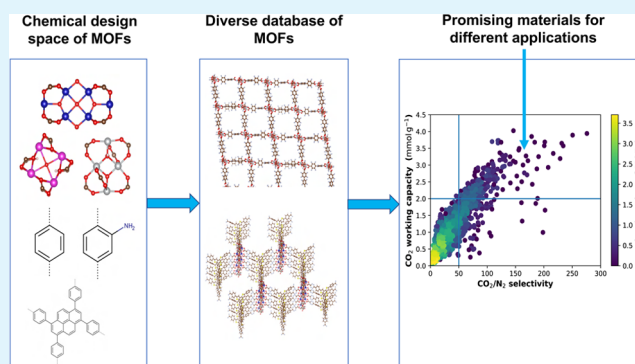 Chemical design
space of MOFs
Diverse database of
MOFs
Promising materials for
different applications
NH₂
CO₂ working capacity (mmol g⁻¹)
4.5
4.0
3.5
3.0
2.5
2.0
1.5
1.0
0.5
0.0
0 50 100 150 200 250 300
CO₂/N₂ selectivity
3.5
3.0
2.5
2.0
1.5
1.0
0.5
0.0